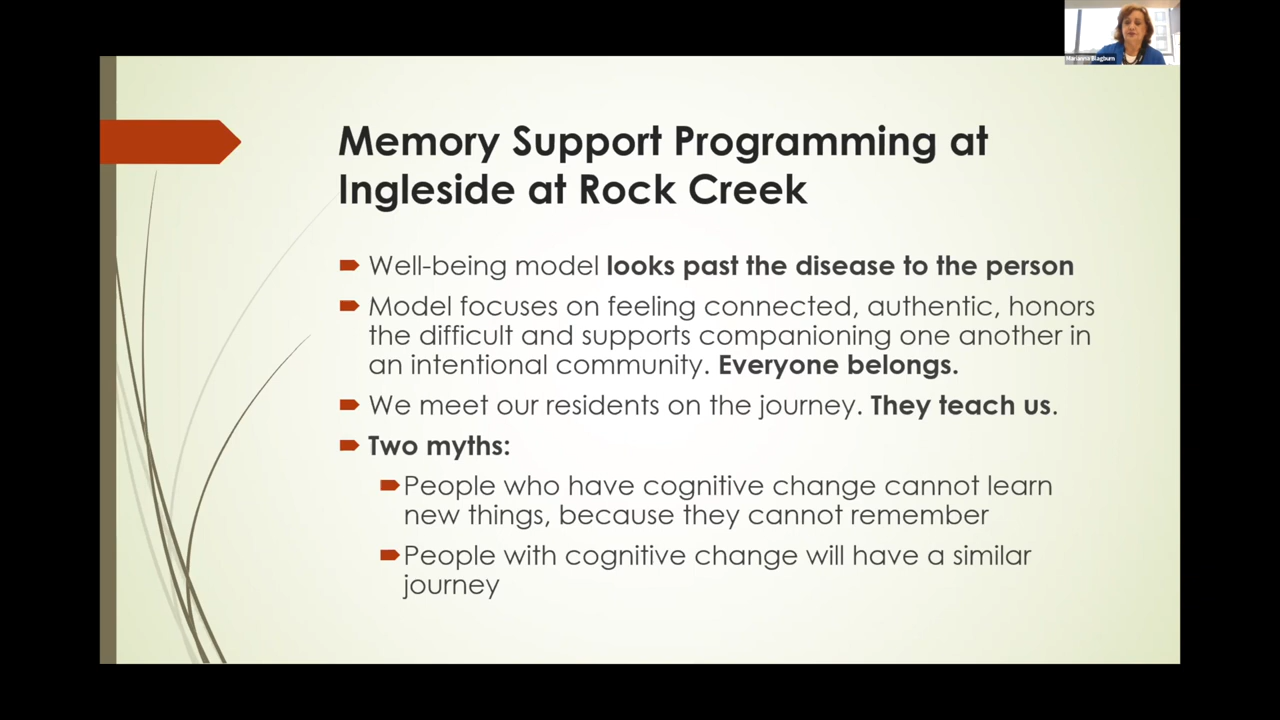 Marianna Blagburn
Memory Support Programming at
Ingleside at Rock Creek
Well-being model looks past the disease to the person
Model focuses on feeling connected, authentic, honors
the difficult and supports companioning one another in
an intentional community. Everyone belongs.
We meet our residents on the journey. They teach us.
Two myths:
People who have cognitive change cannot learn
new things, because they cannot remember
People with cognitive change will have a similar
journey